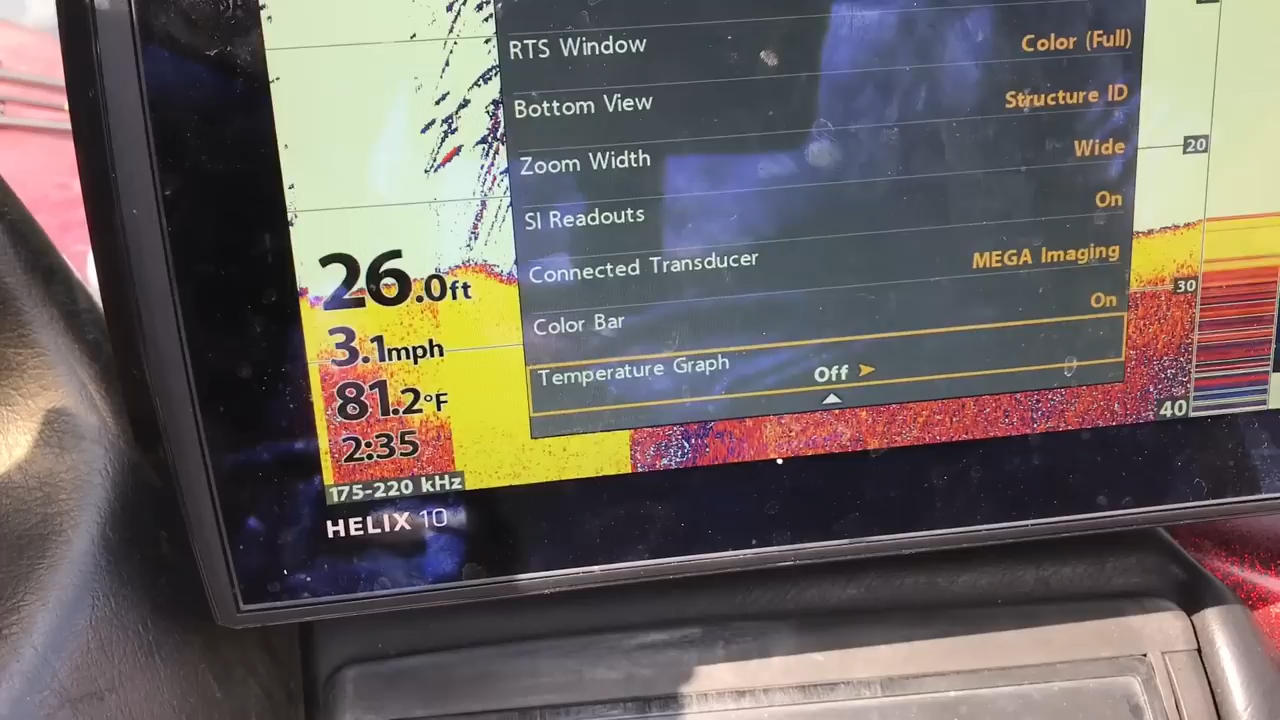 RTS Window Color (Full)
Bottom View Structure ID
Zoom Width Wide
SI Readouts On
Connected Transducer MEGA Imaging
Color Bar On
Temperature Graph Off
20
30
40
26.0ft
3.1mph
81.2°F
2:35
175-220 kHz
HELIX 10